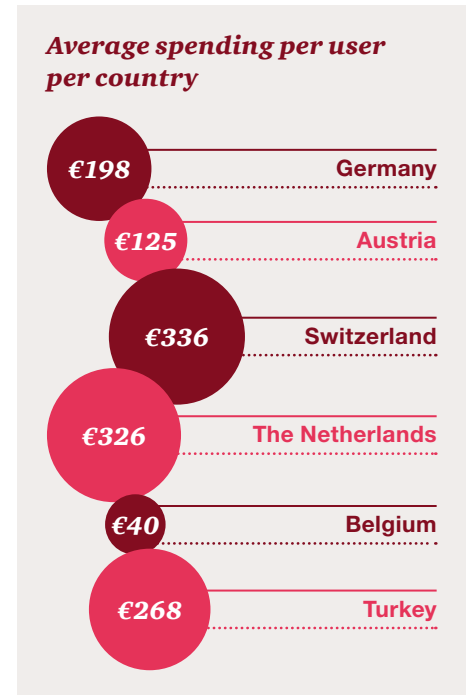 Average spending per user
per country
€198 Germany
€125 Austria
€336 Switzerland
€326 The Netherlands
€40 Belgium
€268 Turkey